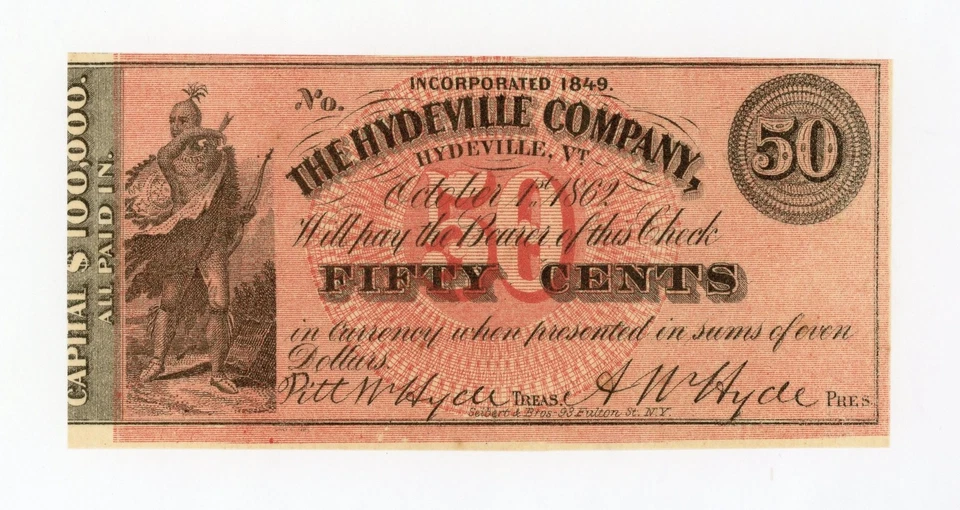 CAPITAL $ 100,000.
ALL PAID IN.
INCORPORATED 1849.
No.
THE HYDEVILLE COMPANY,
HYDEVILLE, VT
50
October 1st, 1862
50
Will pay the Bearer of this Check
FIFTY CENTS
in Currency when presented in sums of even
Dollars.
Pitt W Hyde TREAS. A W Hyde PRES.
Seibert & Bros-93 Fulton St. N.Y.